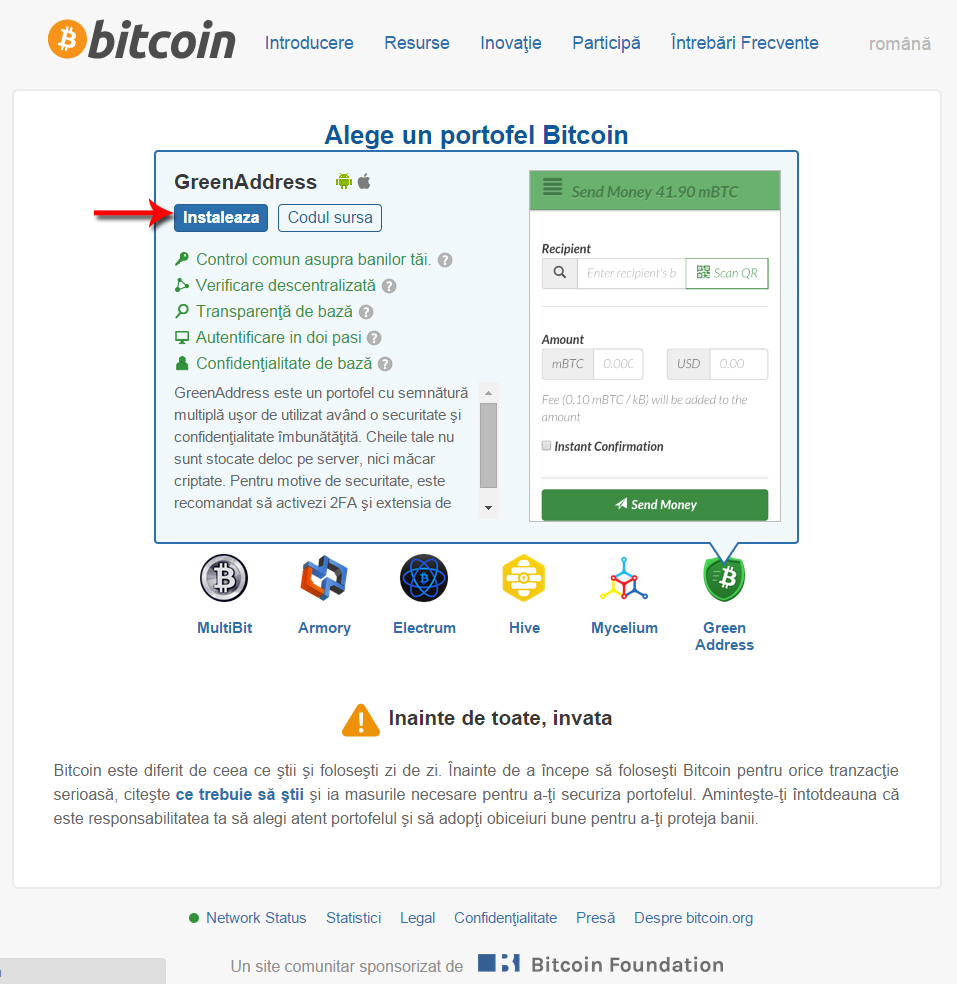 bitcoin Introducere Resurse Inovaţie Participă Întrebări Frecvente română
Alege un portofel Bitcoin
GreenAddress
Instaleaza Codul sursa
Control comun asupra banilor tăi. ?
Verificare descentralizată ?
Transparenţă de bază ?
Autentificare in doi pasi ?
Confidenţialitate de bază ?
GreenAddress este un portofel cu semnătură
multiplă uşor de utilizat având o securitate şi
confidenţialitate îmbunătăţită. Cheile tale nu
sunt stocate deloc pe server, nici măcar
criptate. Pentru motive de securitate, este
recomandat să activezi 2FA şi extensia de
Send Money 41.90 mBTC
Recipient
Enter recipient's b Scan QR
Amount
mBTC 0.00 USD 0.00
Fee (0.10 mBTC / kB) will be added to the
amount
Instant Confirmation
Send Money
MultiBit Armory Electrum Hive Mycelium Green
Address
Inainte de toate, invata
Bitcoin este diferit de ceea ce ştii şi foloseşti zi de zi. Înainte de a începe să foloseşti Bitcoin pentru orice tranzacţie
serioasă, citeşte ce trebuie să ştii şi ia masurile necesare pentru a-ţi securiza portofelul. Aminteşte-ţi întotdeauna că
este responsabilitatea ta să alegi atent portofelul şi să adopţi obiceiuri bune pentru a-ţi proteja banii.
Network Status Statistici Legal Confidenţialitate Presă Despre bitcoin.org
Un site comunitar sponsorizat de Bitcoin Foundation